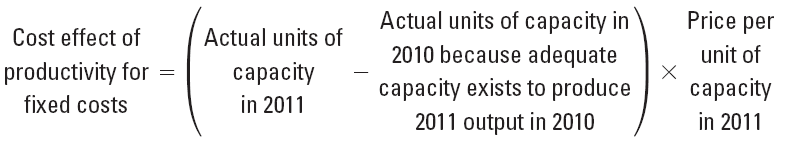 Cost effect of productivity for fixed costs = ( Actual units of capacity in 2011 − Actual units of capacity in 2010 because adequate capacity exists to produce 2011 output in 2010 ) × Price per unit of capacity in 2011